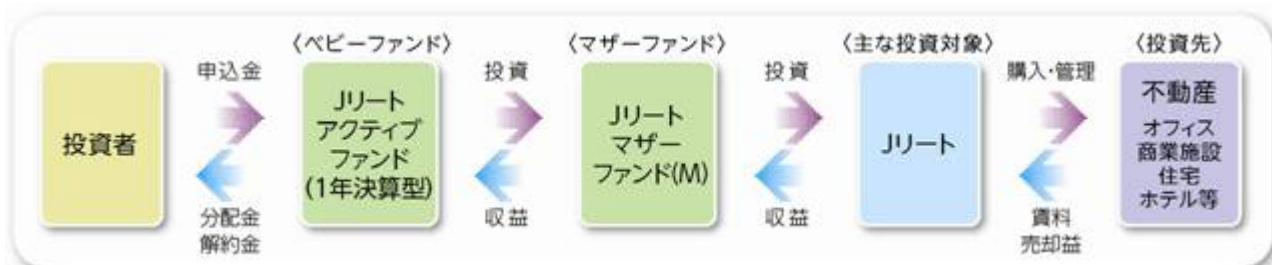 投資者
申込金
分配金
解約金
〈ベビーファンド〉
Jリート
アクティブ
ファンド
(1年決算型)
投資
収益
〈マザーファンド〉
Jリート
マザー
ファンド(M)
投資
収益
〈主な投資対象〉
Jリート
購入・管理
賃料
売却益
〈投資先〉
不動産
オフィス
商業施設
住宅
ホテル等